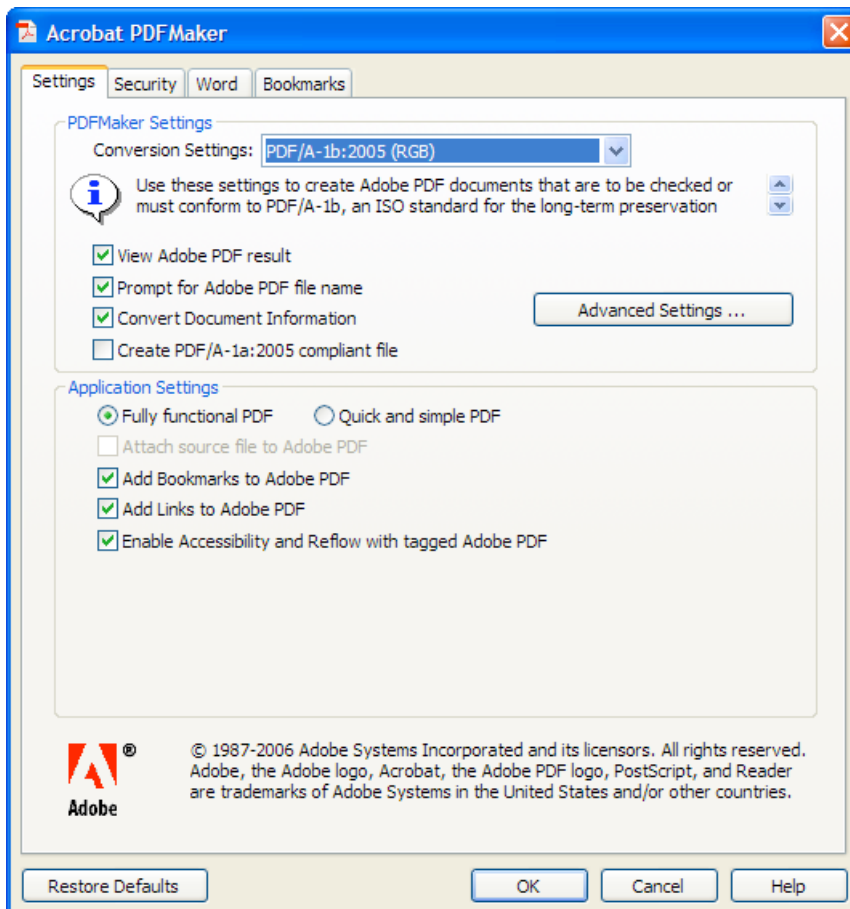 Acrobat PDFMaker
Settings Security Word Bookmarks
PDFMaker Settings
Conversion Settings: PDF/A-1b:2005 (RGB)
Use these settings to create Adobe PDF documents that are to be checked or
must conform to PDF/A-1b, an ISO standard for the long-term preservation
View Adobe PDF result
Prompt for Adobe PDF file name
Convert Document Information
Advanced Settings ...
Create PDF/A-1a:2005 compliant file
Application Settings
Fully functional PDF Quick and simple PDF
Attach source file to Adobe PDF
Add Bookmarks to Adobe PDF
Add Links to Adobe PDF
Enable Accessibility and Reflow with tagged Adobe PDF
® © 1987-2006 Adobe Systems Incorporated and its licensors. All rights reserved.
Adobe, the Adobe logo, Acrobat, the Adobe PDF logo, PostScript, and Reader
are trademarks of Adobe Systems in the United States and/or other countries.
Adobe
Restore Defaults OK Cancel Help